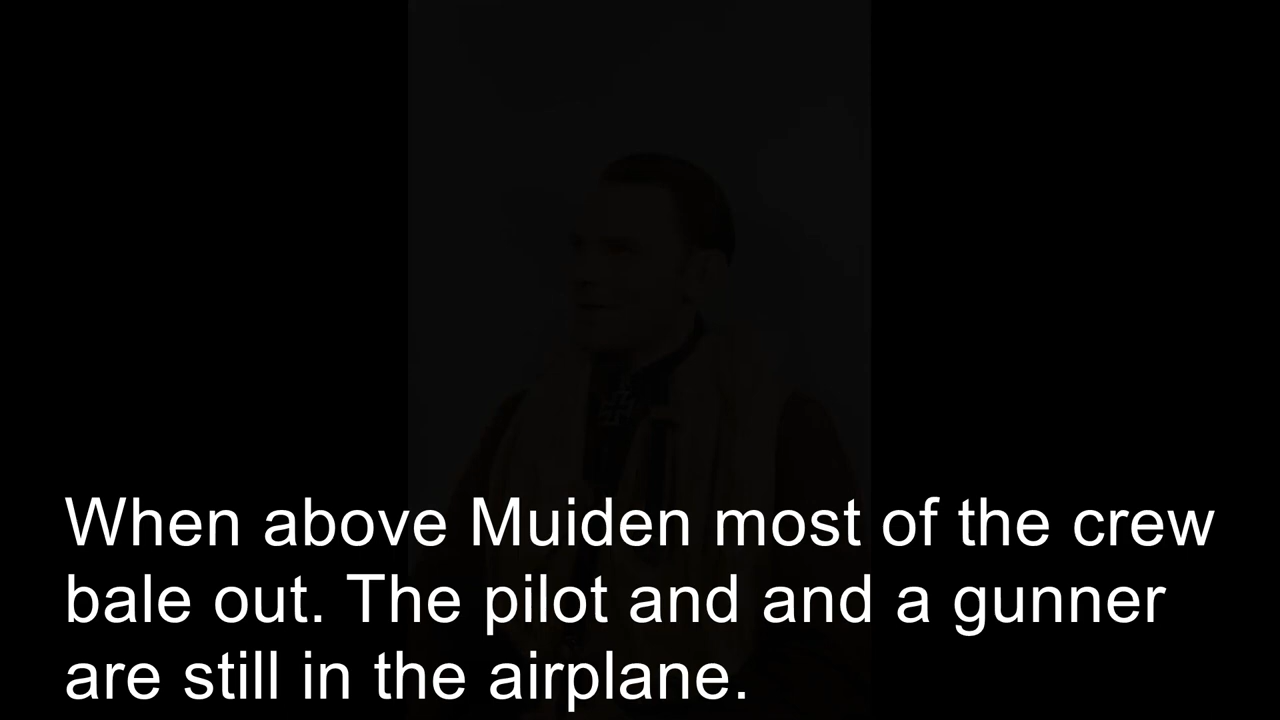 When above Muiden most of the crew
bale out. The pilot and and a gunner
are still in the airplane.